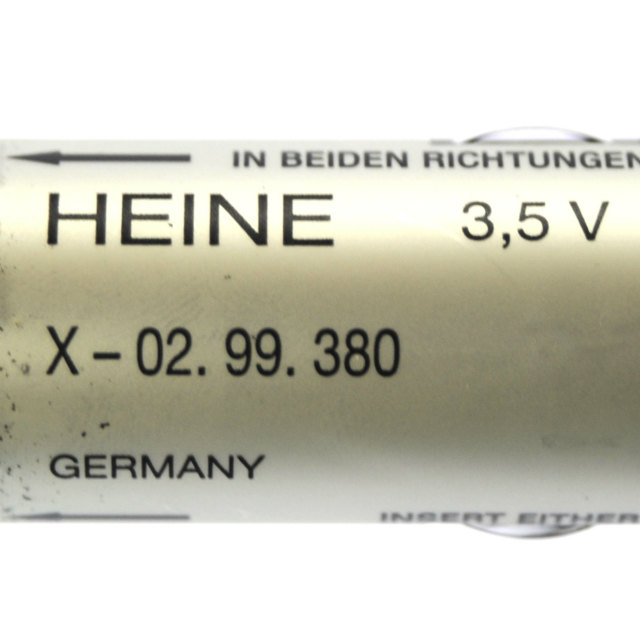 IN BEIDEN RICHTUNGEN
HEINE 3,5 V
X - 02. 99. 380
GERMANY
INSERT EITHER